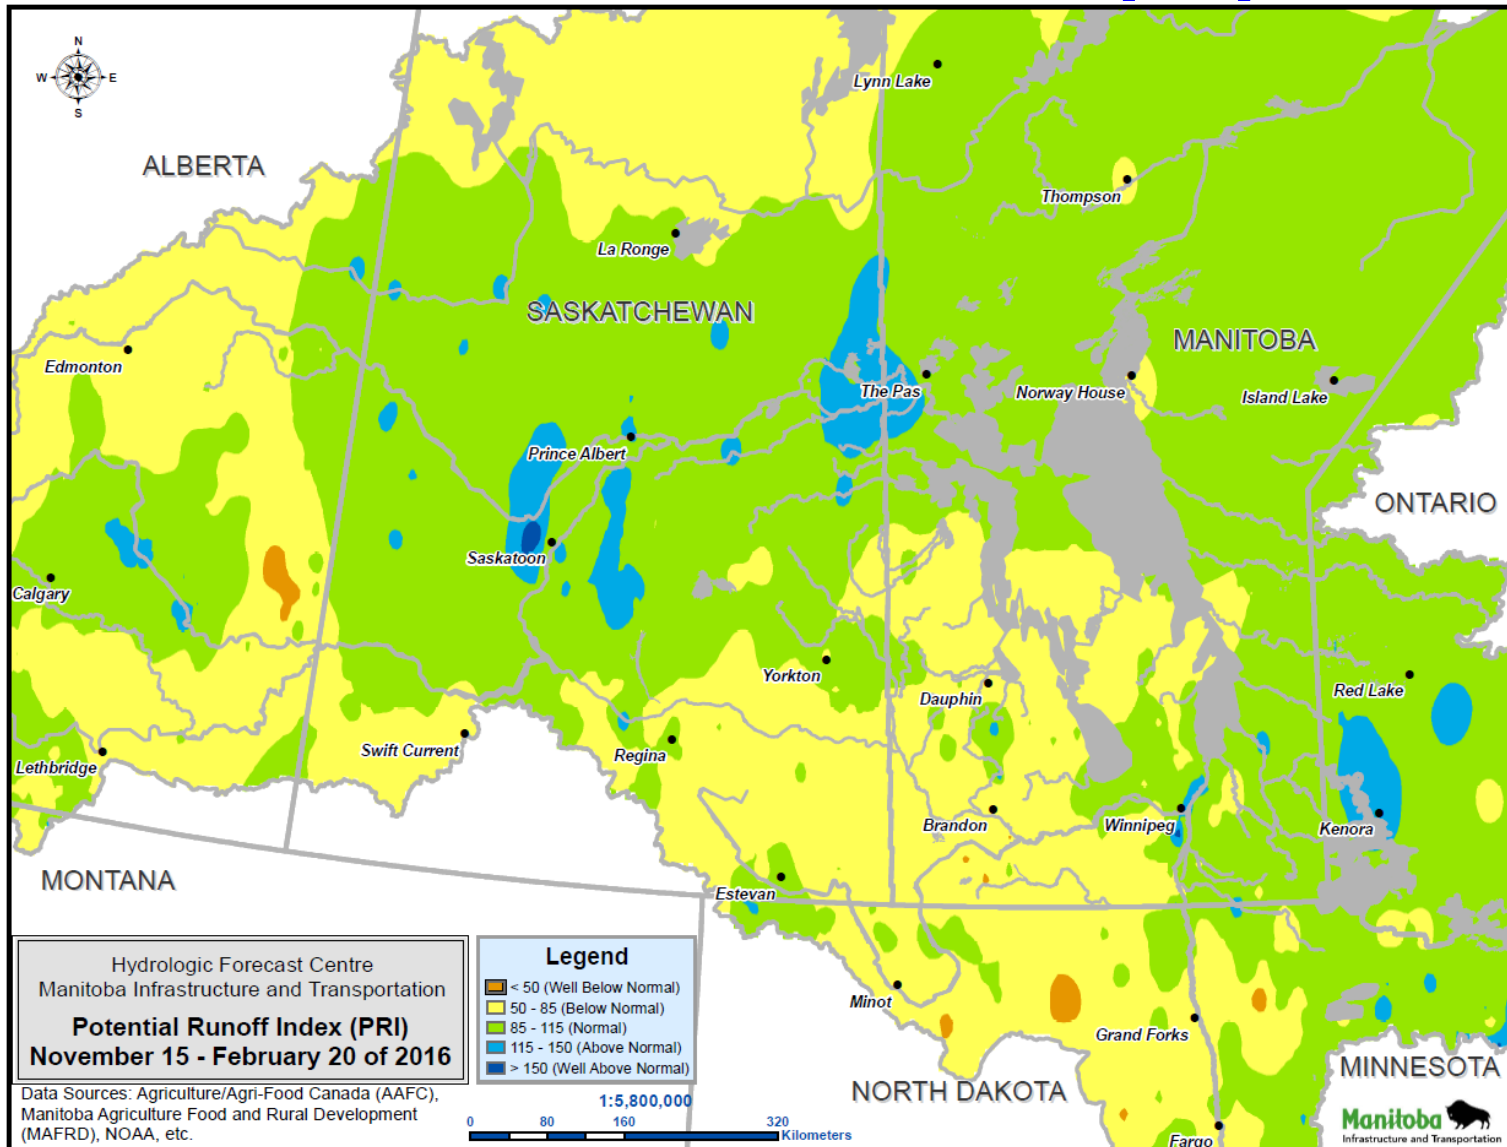 N
W E
S
ALBERTA
Lynn Lake
Thompson
La Ronge
SASKATCHEWAN
MANITOBA
Edmonton
The Pas
Norway House
Island Lake
Prince Albert
ONTARIO
Saskatoon
Calgary
Yorkton
Dauphin
Red Lake
Swift Current
Regina
Lethbridge
Brandon
Winnipeg
Kenora
MONTANA
Estevan
Minot
Grand Forks
NORTH DAKOTA
MINNESOTA
Fargo
Hydrologic Forecast Centre
Manitoba Infrastructure and Transportation
Potential Runoff Index (PRI)
November 15 - February 20 of 2016
Legend
< 50 (Well Below Normal)
50 - 85 (Below Normal)
85 - 115 (Normal)
115 - 150 (Above Normal)
> 150 (Well Above Normal)
Data Sources: Agriculture/Agri-Food Canada (AAFC),
Manitoba Agriculture Food and Rural Development
(MAFRD), NOAA, etc.
1:5,800,000
0 80 160 320
Kilometers
Manitoba
Infrastructure and Transportation